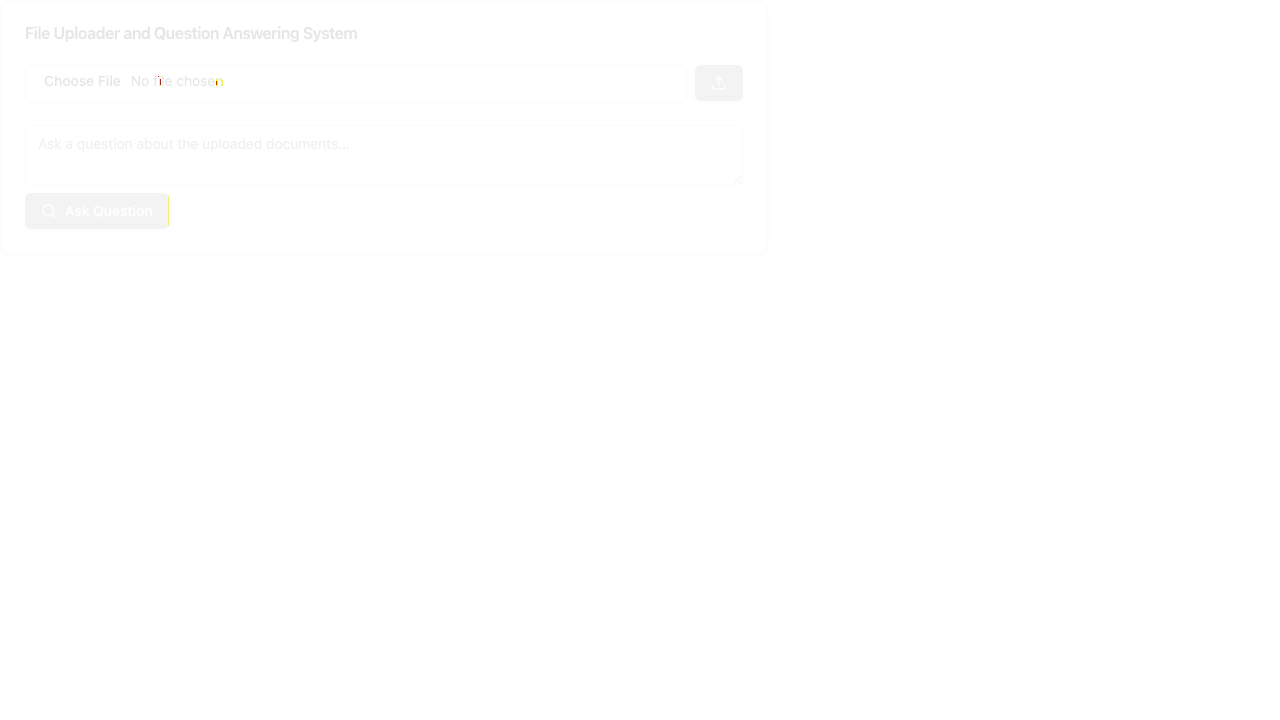 File Uploader and Question Answering System
Choose File No file chosen
Ask a question about the uploaded documents...
Ask Question